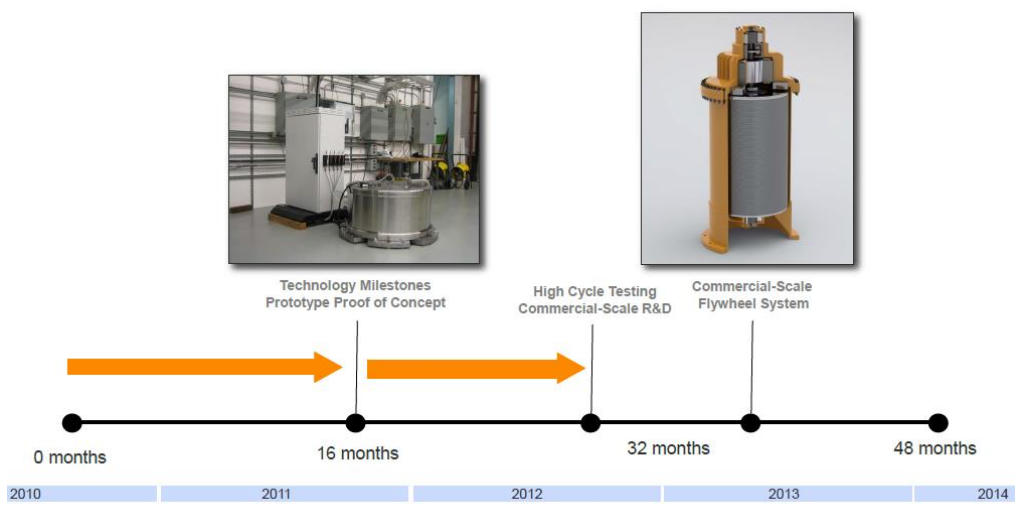 Technology Milestones
Prototype Proof of Concept
High Cycle Testing
Commercial-Scale R&D
Commercial-Scale
Flywheel System
0 months
16 months
32 months
48 months
2010
2011
2012
2013
2014